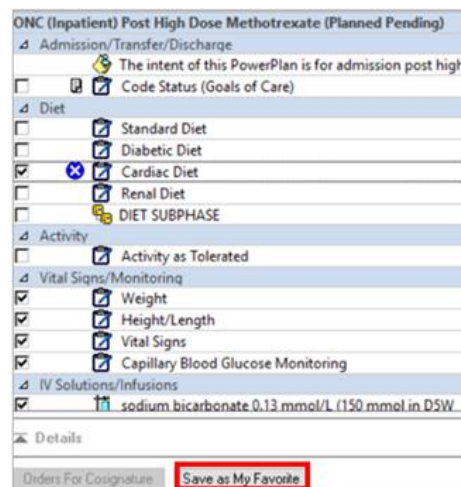 ONC (Inpatient) Post High Dose Methotrexate (Planned Pending)
Admission/Transfer/Discharge
The intent of this PowerPlan is for admission post high
Code Status (Goals of Care)
Diet
Standard Diet
Diabetic Diet
Cardiac Diet
Renal Diet
DIET SUBPHASE
Activity
Activity as Tolerated
Vital Signs/Monitoring
Weight
Height/Length
Vital Signs
Capillary Blood Glucose Monitoring
IV Solutions/Infusions
sodium bicarbonate 0.13 mmol/L (150 mmol in D5W
Details
Orders For Cosignature Save as My Favorite